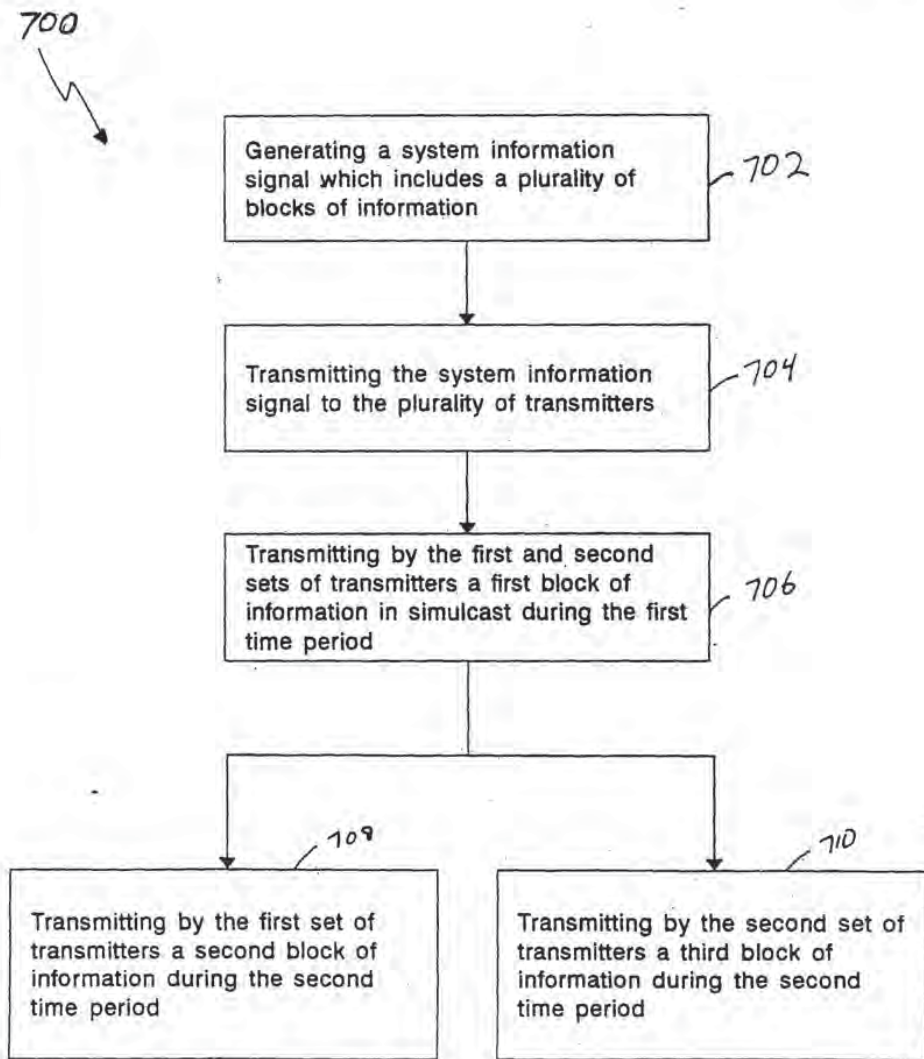 700
Generating a system information
signal which includes a plurality of
blocks of information
702
Transmitting the system information
signal to the plurality of transmitters
704
Transmitting by the first and second
sets of transmitters a first block of
information in simulcast during the first
time period
706
708
Transmitting by the first set of
transmitters a second block of
information during the second
time period
710
Transmitting by the second set of
transmitters a third block of
information during the second
time period